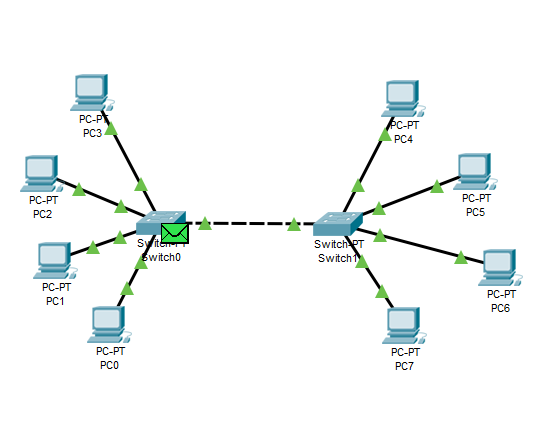 PC-PT
PC3
PC-PT
PC4
PC-PT
PC2
PC-PT
PC5
Switch-PT
Switch0
Switch-PT
Switch1
PC-PT
PC1
PC-PT
PC6
PC-PT
PC0
PC-PT
PC7